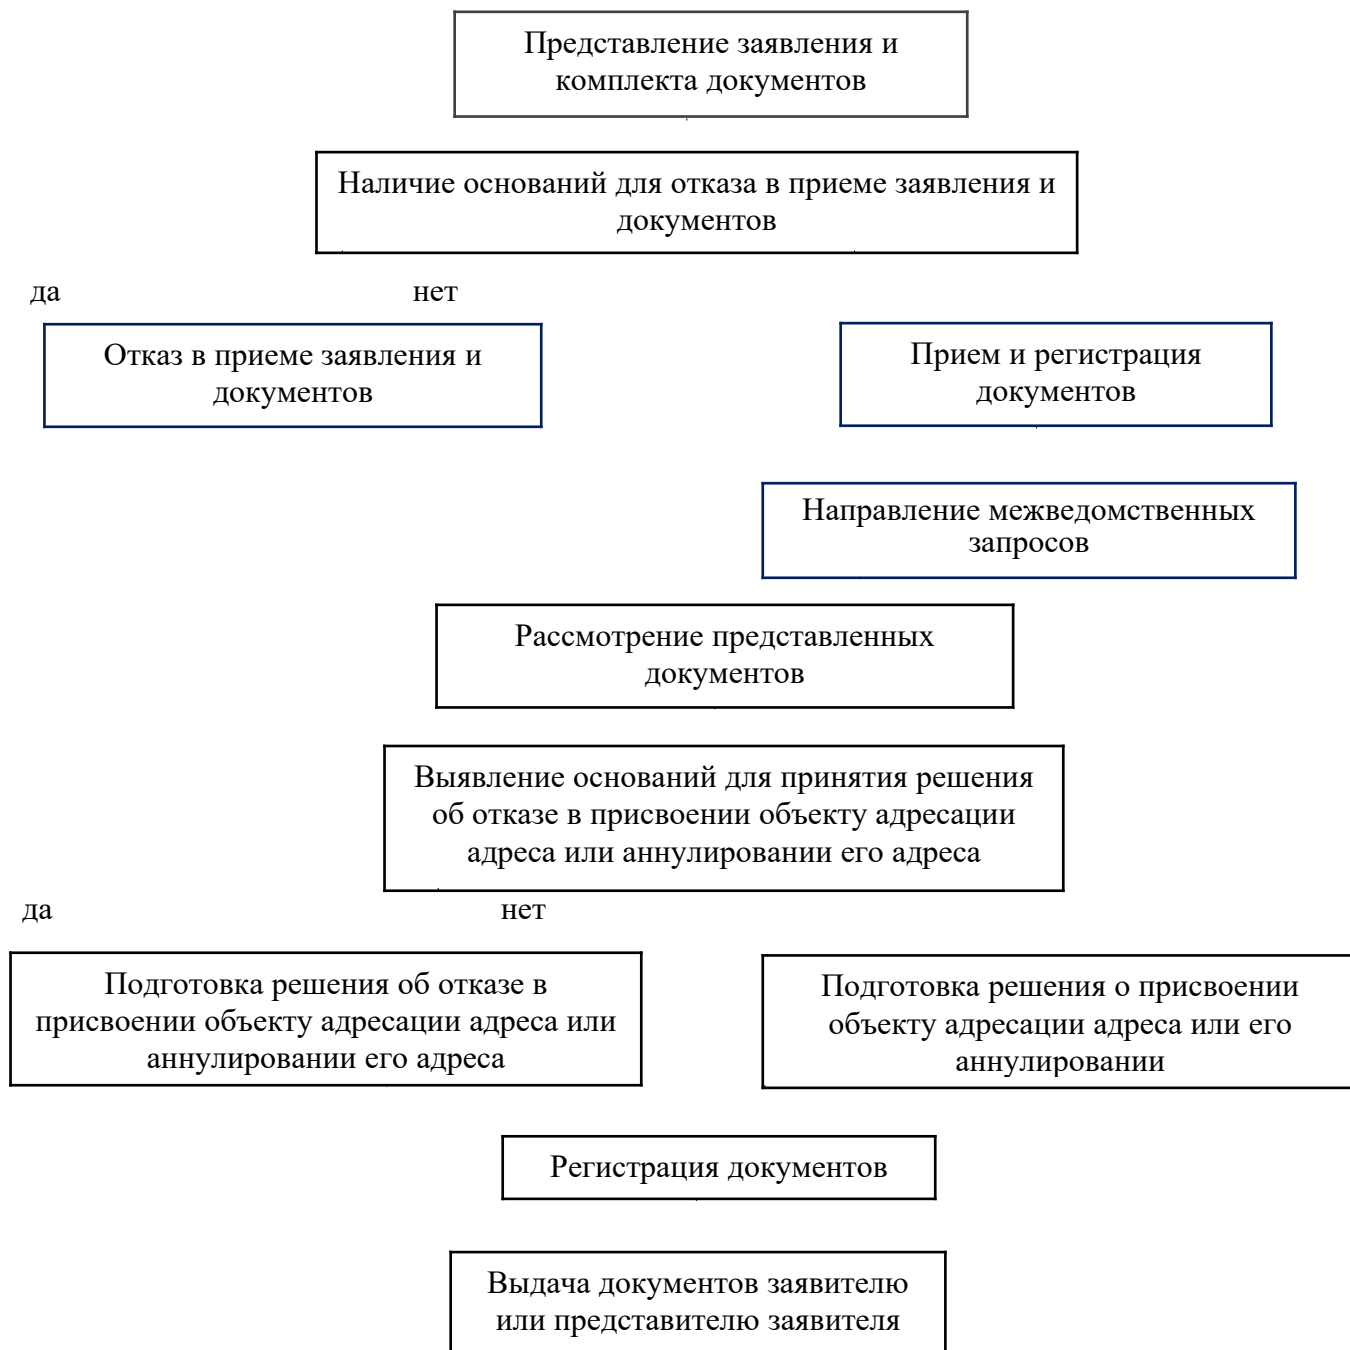 Представление заявления и
комплекта документов
Наличие оснований для отказа в приеме заявления и
документов
да
нет
Отказ в приеме заявления и
документов
Прием и регистрация
документов
Направление межведомственных
запросов
Рассмотрение представленных
документов
Выявление оснований для принятия решения
об отказе в присвоении объекту адресации
адреса или аннулировании его адреса
да
нет
Подготовка решения об отказе в
присвоении объекту адресации адреса или
аннулировании его адреса
Подготовка решения о присвоении
объекту адресации адреса или его
аннулировании
Регистрация документов
Выдача документов заявителю
или представителю заявителя